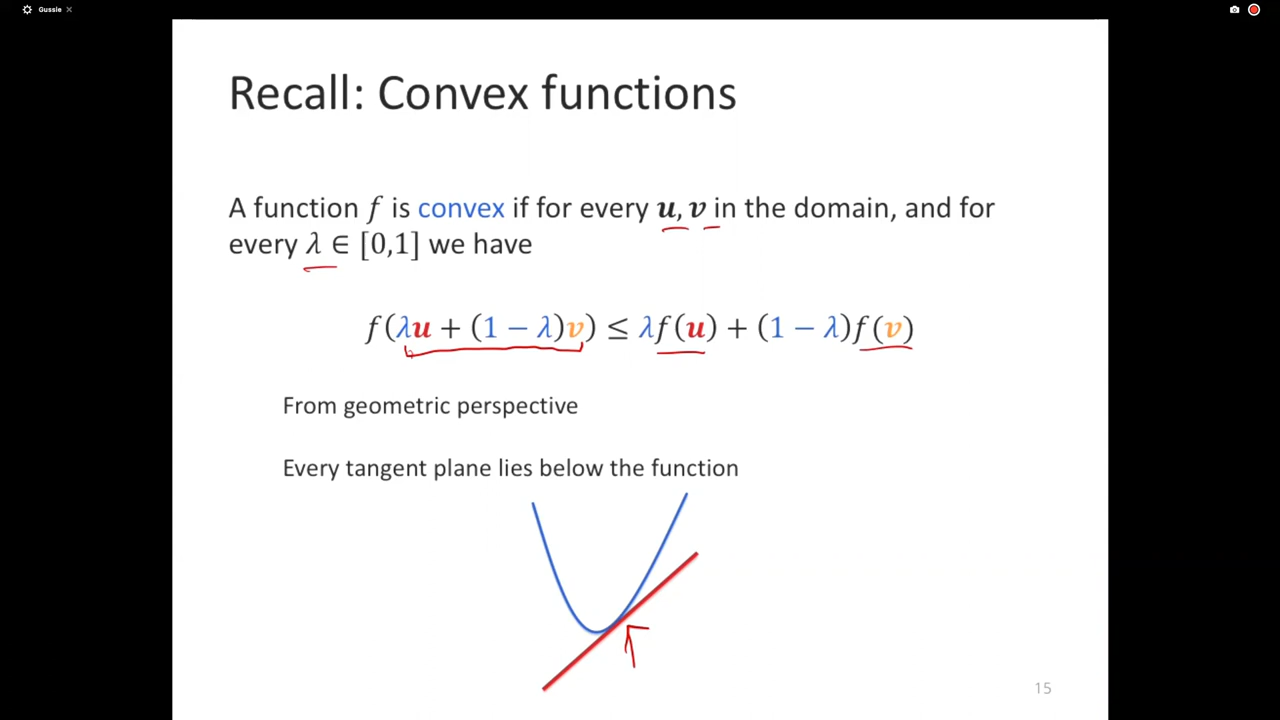 Gussie
Recall: Convex functions
A function f is convex if for every u, v in the domain, and for
every λ ∈ [0,1] we have
f(λu + (1 − λ)v) ≤ λf(u) + (1 − λ)f(v)
From geometric perspective
Every tangent plane lies below the function
15